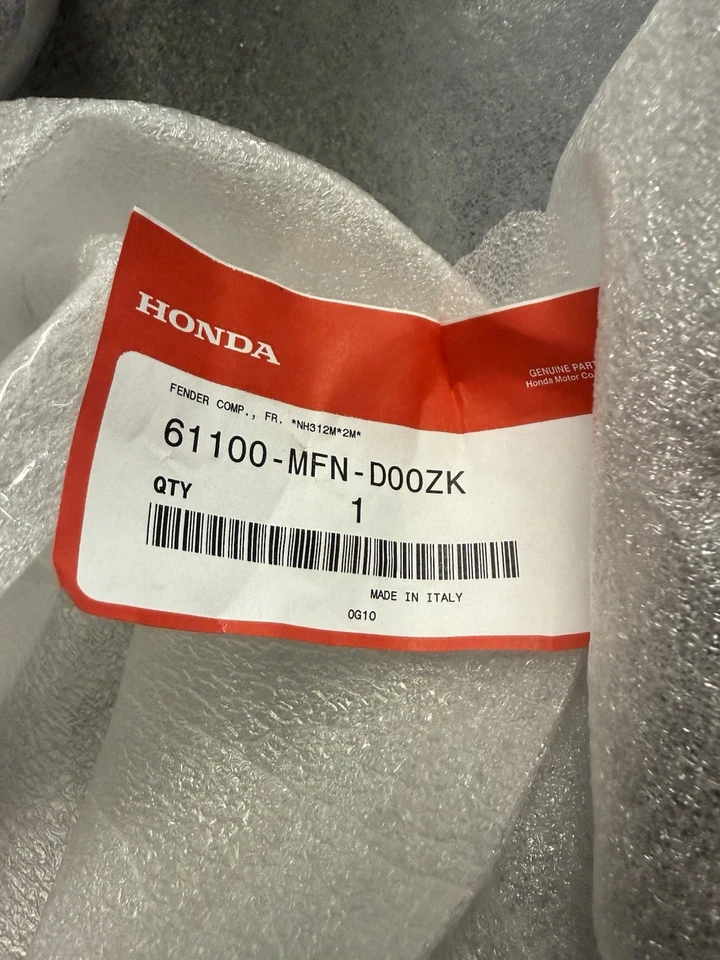 HONDA
GENUINE PART
Honda Motor Co.
FENDER COMP., FR. *NH312M*2M*
61100-MFN-D00ZK
QTY 1
MADE IN ITALY
0G10